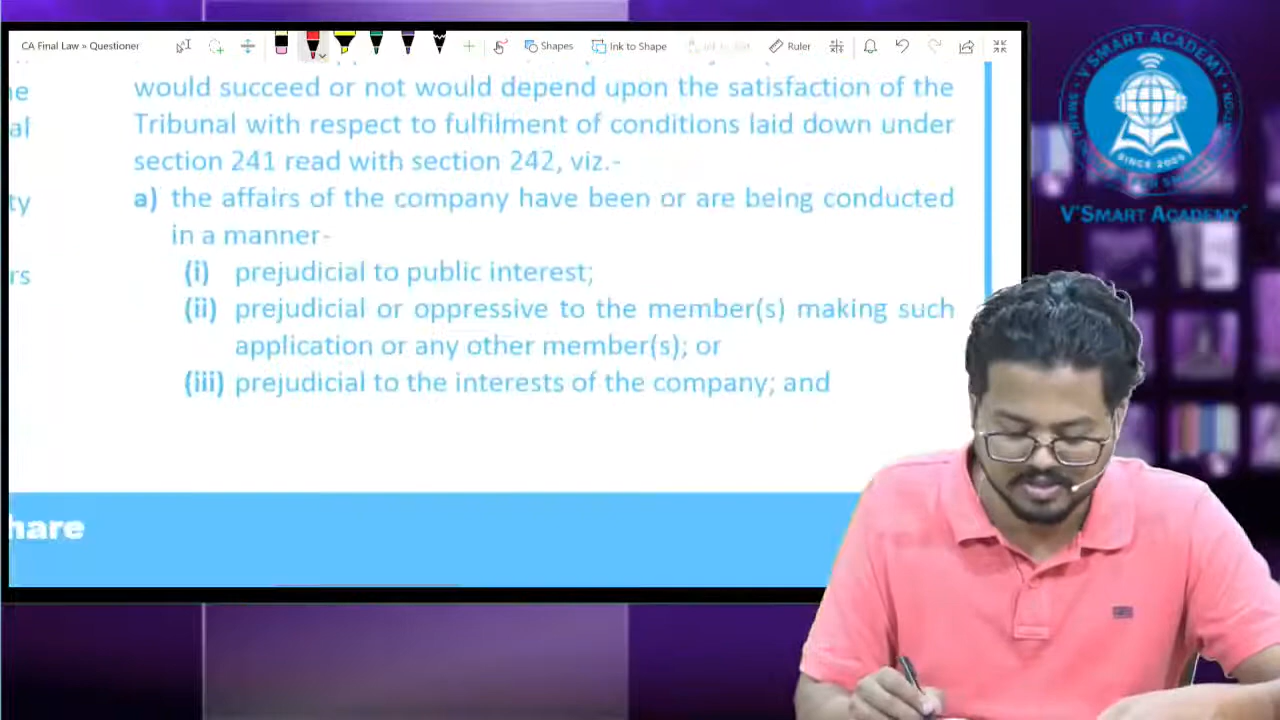 CA Final Law » Questioner
Shapes
Ink to Shape
Ruler
would succeed or not would depend upon the satisfaction of the
Tribunal with respect to fulfilment of conditions laid down under
section 241 read with section 242, viz.-
a) the affairs of the company have been or are being conducted
in a manner-
(i) prejudicial to public interest;
(ii) prejudicial or oppressive to the member(s) making such
application or any other member(s); or
(iii) prejudicial to the interests of the company; and
al
ty
rs
hare
V'SMART ACADEMY
SINCE 2005
V'SMART ACADEMY